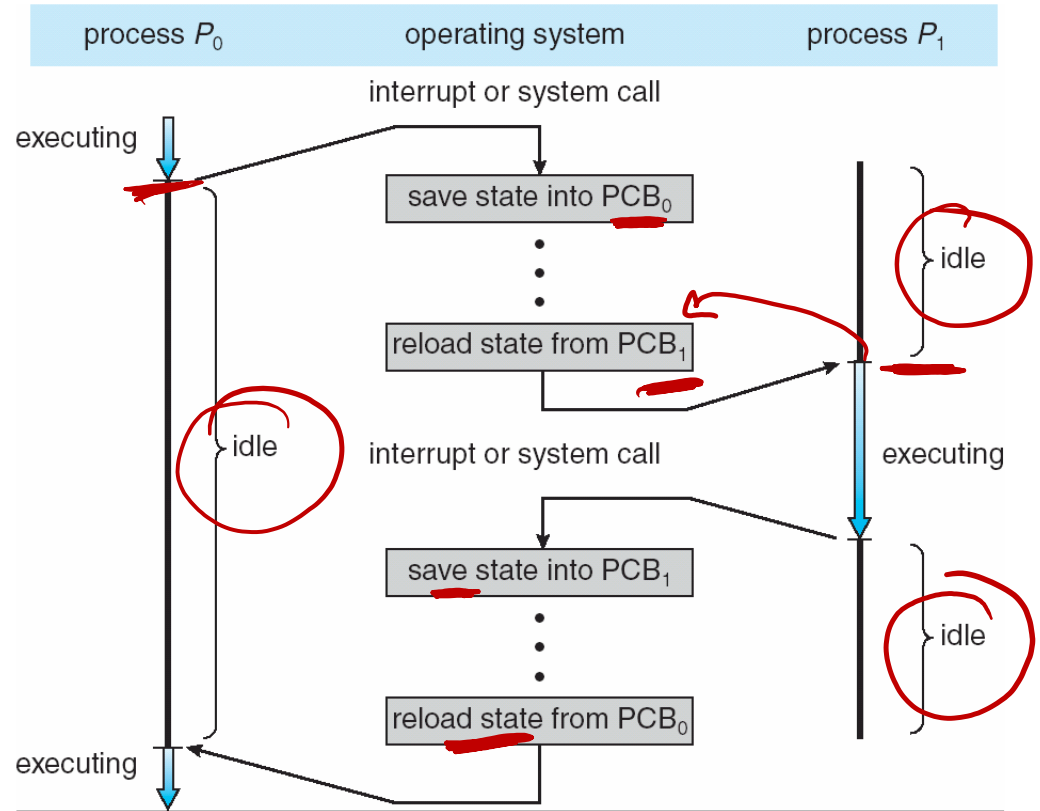 process P0 operating system process P1
interrupt or system call
executing
save state into PCB0
idle
reload state from PCB1
idle
interrupt or system call
executing
save state into PCB1
idle
reload state from PCB0
executing